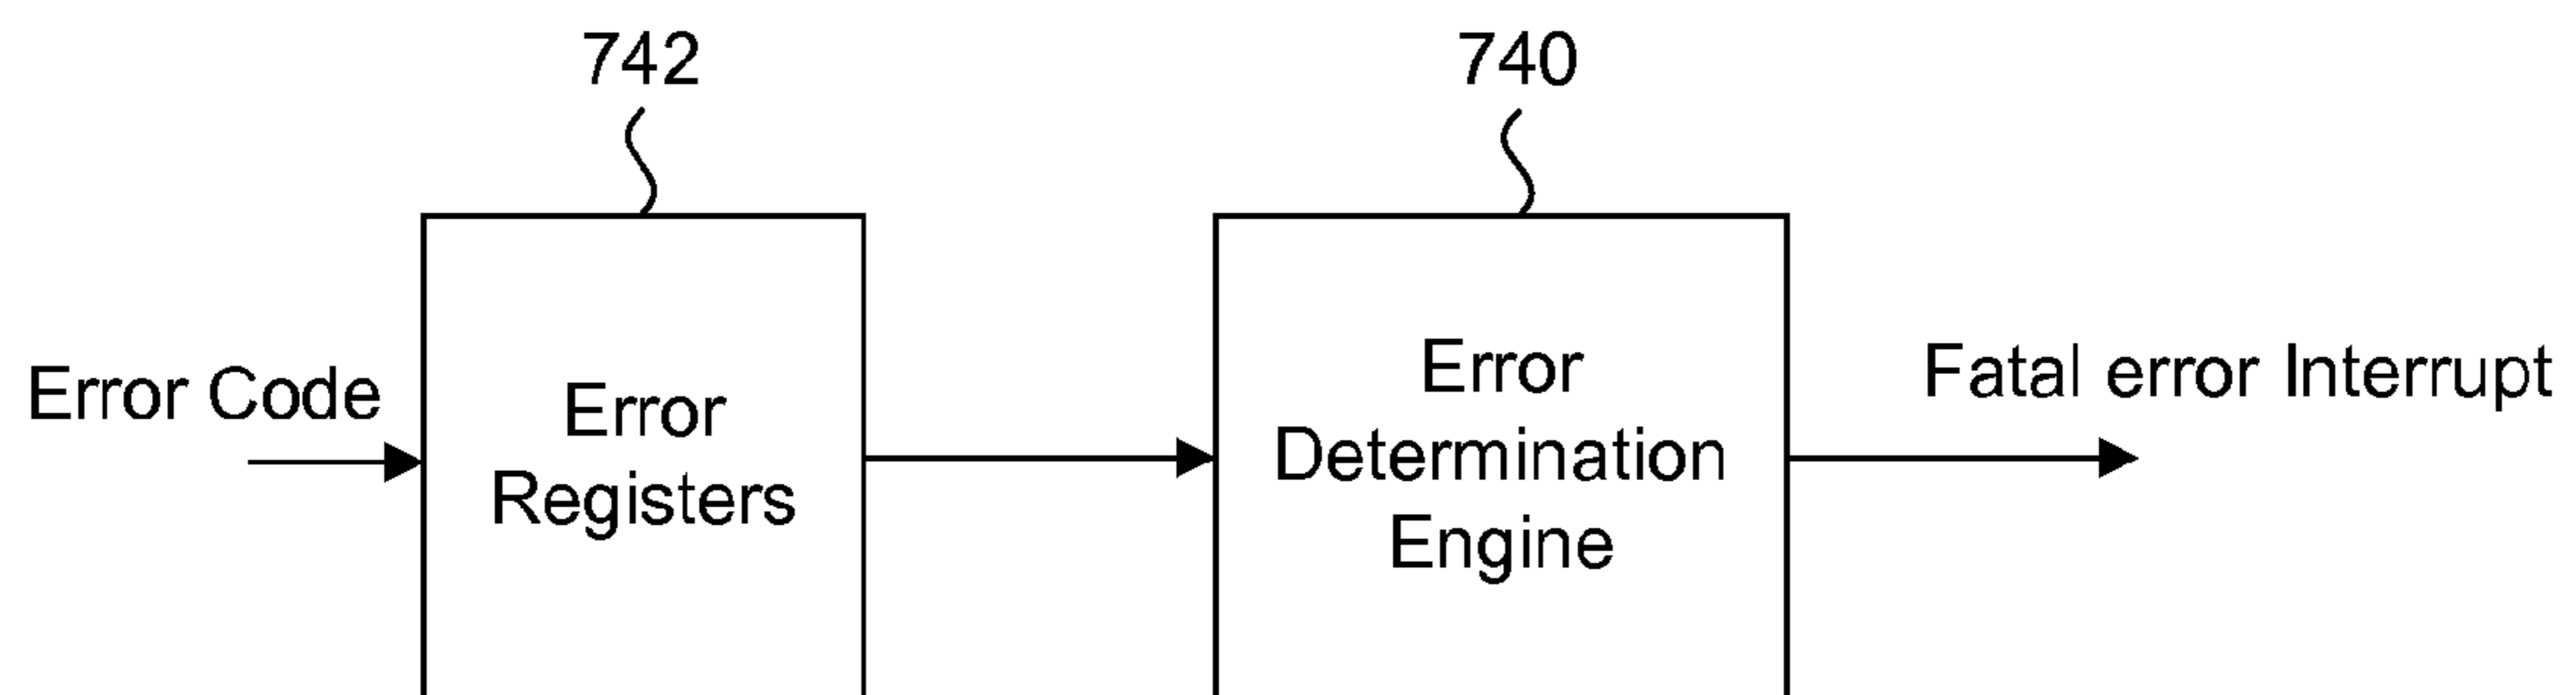 742
740
Error Code
Error
Registers
Error
Determination
Engine
Fatal error Interrupt